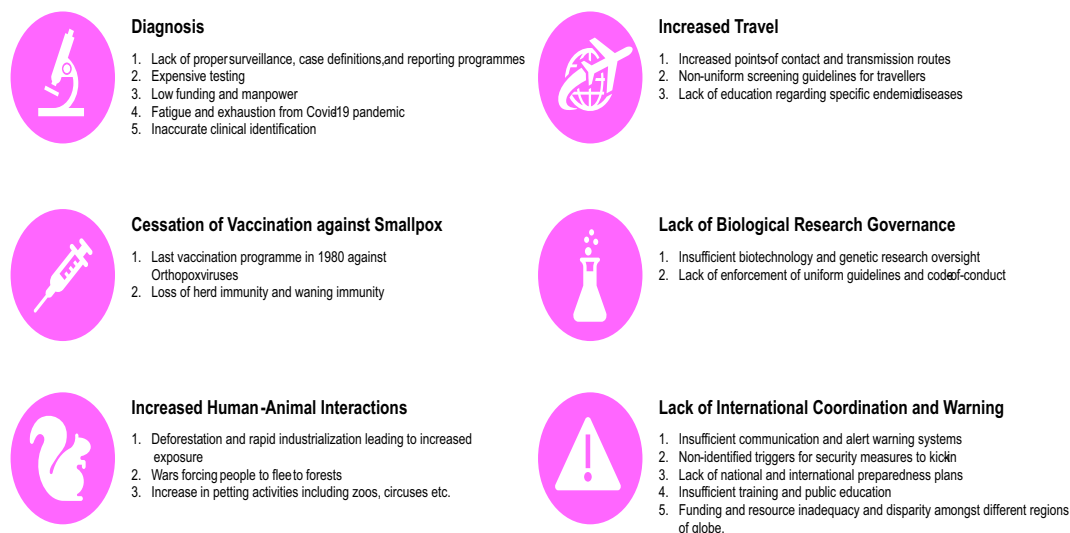 Diagnosis
1. Lack of proper surveillance, case definitions,and reporting programmes
2. Expensive testing
3. Low funding and manpower
4. Fatigue and exhaustion from Covid-19 pandemic
5. Inaccurate clinical identification
Increased Travel
1. Increased points-of contact and transmission routes
2. Non-uniform screening guidelines for travellers
3. Lack of education regarding specific endemic diseases
Cessation of Vaccination against Smallpox
1. Last vaccination programme in 1980 against
Orthopoxviruses
2. Loss of herd immunity and waning immunity
Lack of Biological Research Governance
1. Insufficient biotechnology and genetic research oversight
2. Lack of enforcement of uniform guidelines and code-of-conduct
Increased Human-Animal Interactions
1. Deforestation and rapid industrialization leading to increased
exposure
2. Wars forcing people to flee to forests
3. Increase in petting activities including zoos, circuses etc.
Lack of International Coordination and Warning
1. Insufficient communication and alert warning systems
2. Non-identified triggers for security measures to kick-in
3. Lack of national and international preparedness plans
4. Insufficient training and public education
5. Funding and resource inadequacy and disparity amongst different regions
of globe.